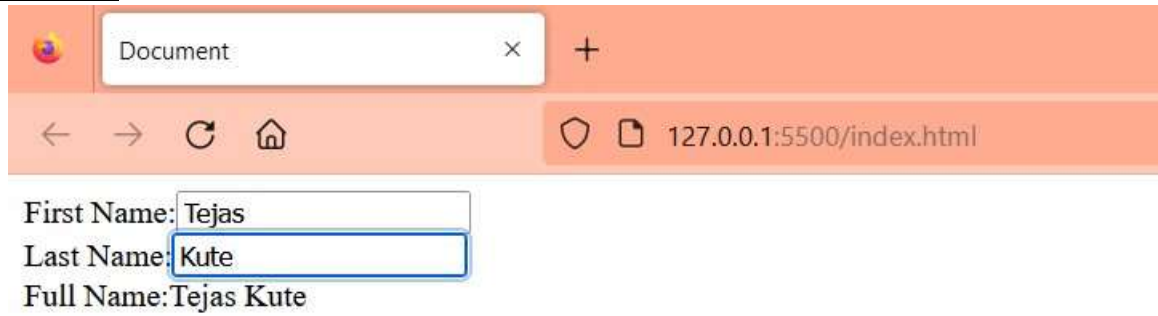 Document
127.0.0.1:5500/index.html
First Name: Tejas
Last Name: Kute
Full Name:Tejas Kute